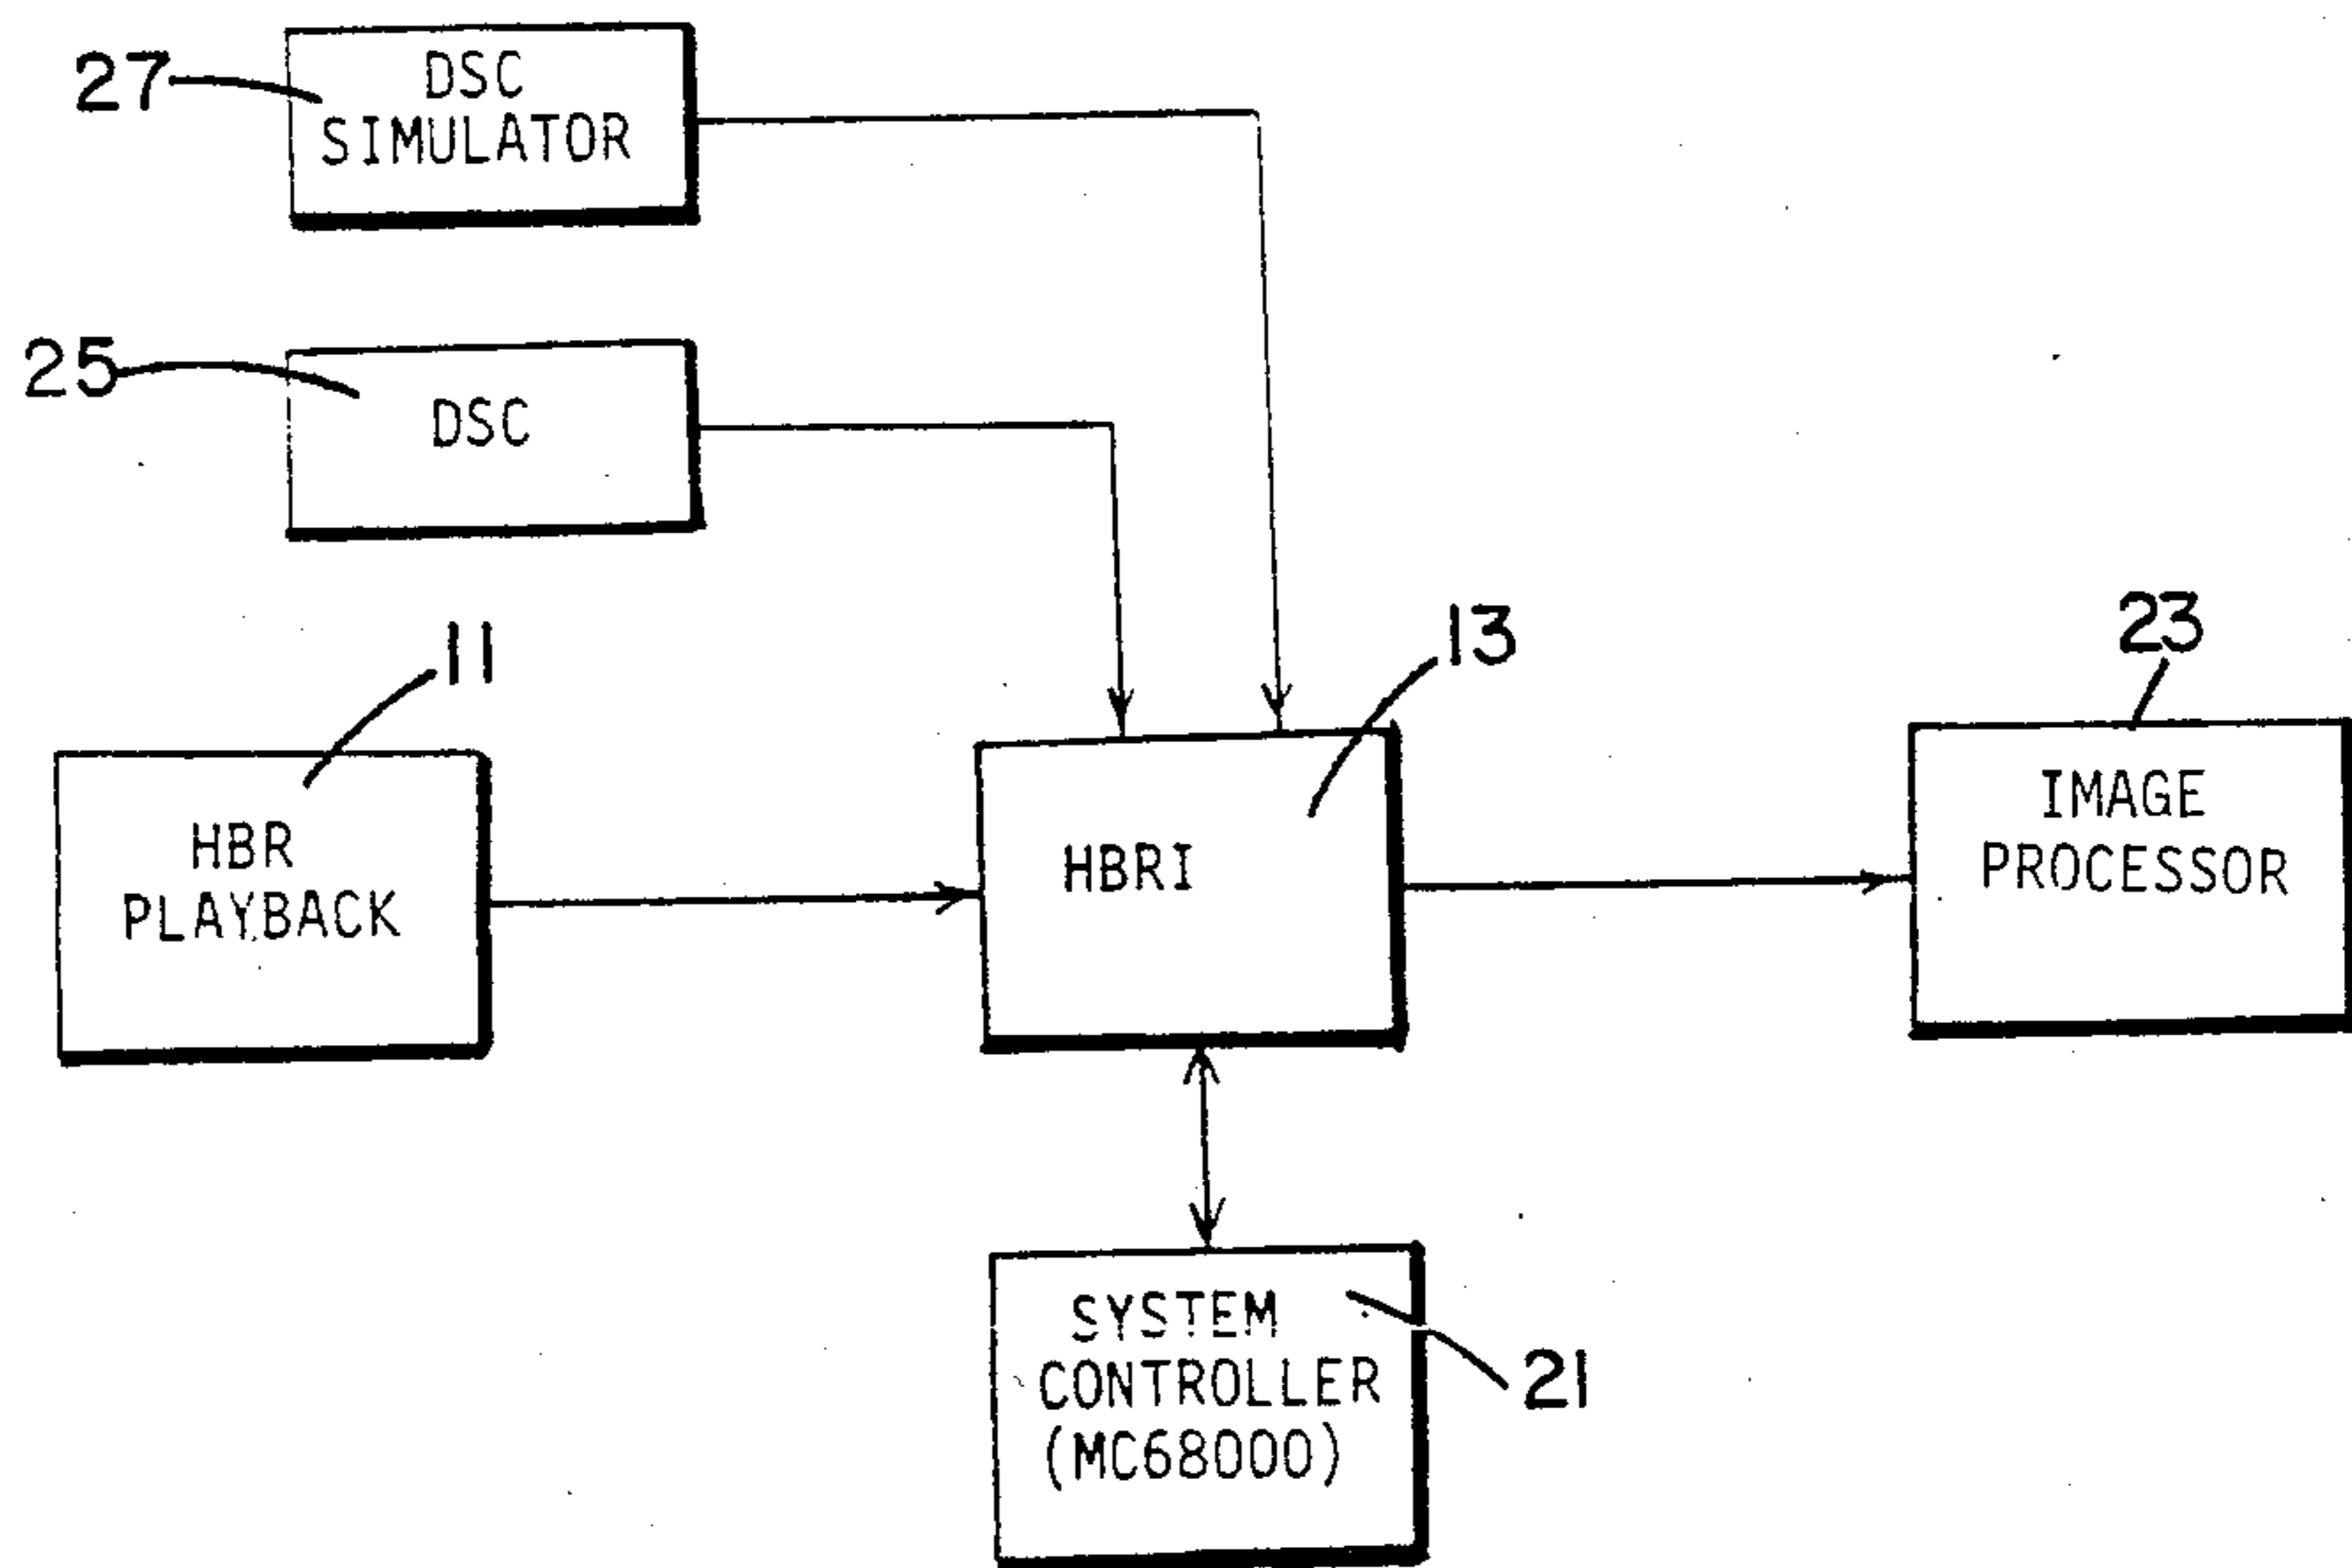 27
DSC
SIMULATOR
25
DSC
11
13
23
HBR
PLAYBACK
HBRI
IMAGE
PROCESSOR
SYSTEM
CONTROLLER
(MC68000)
21